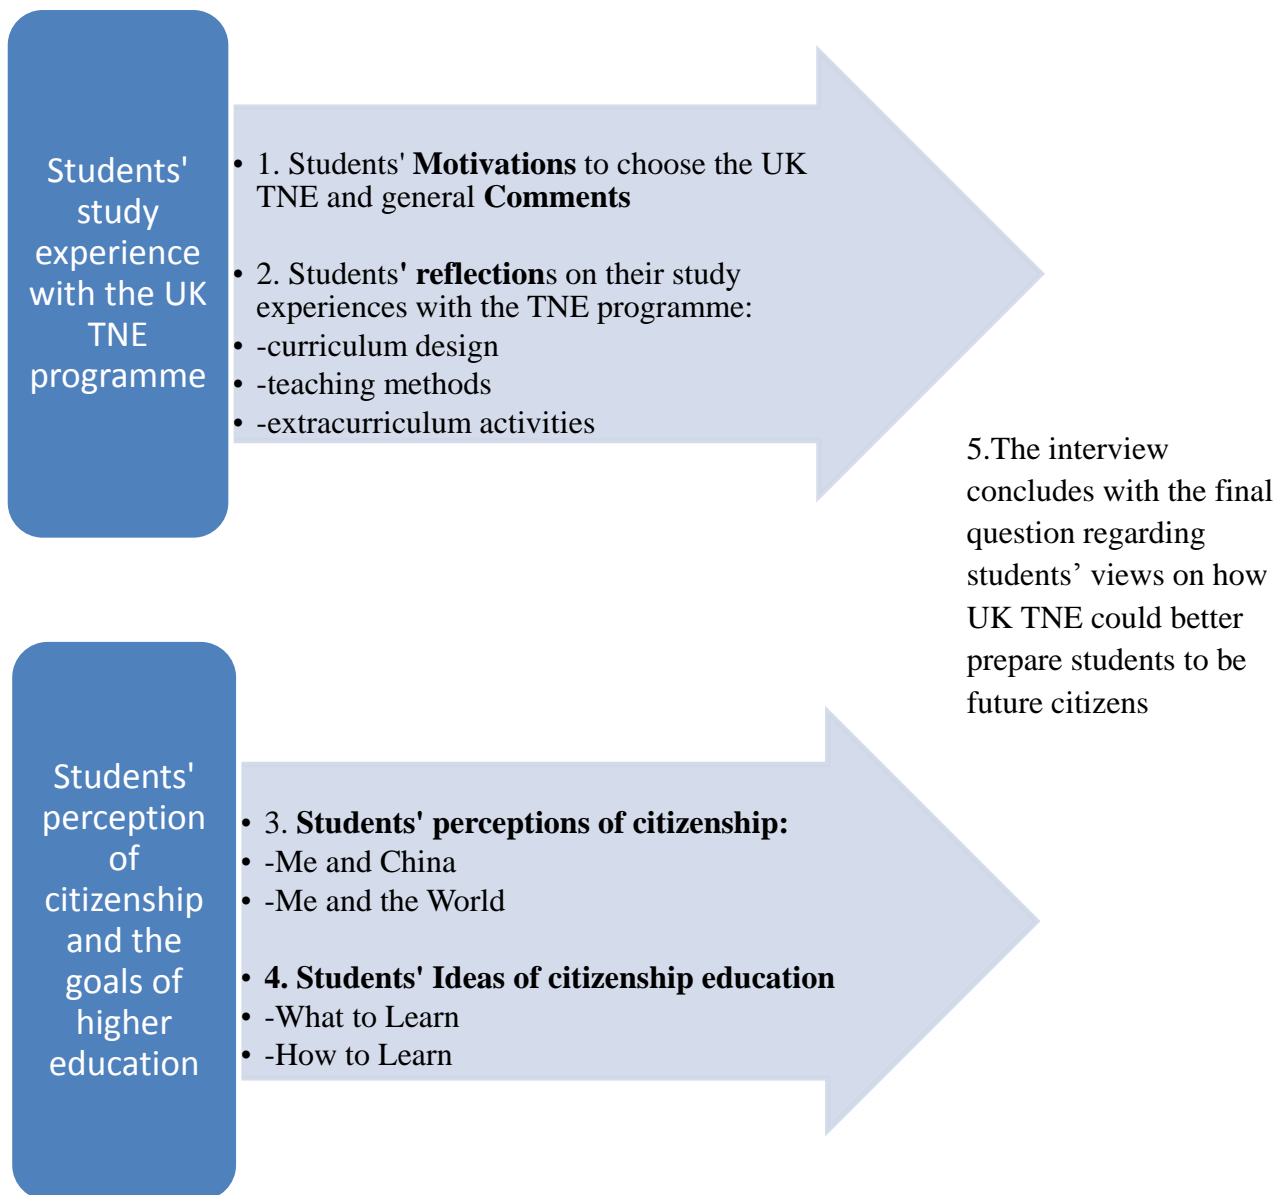 Students'
study
experience
with the UK
TNE
programme
• 1. Students' Motivations to choose the UK
TNE and general Comments
• 2. Students' reflections on their study
experiences with the TNE programme:
• -curriculum design
• -teaching methods
• -extracurriculum activities
5.The interview
concludes with the final
question regarding
students’ views on how
UK TNE could better
prepare students to be
future citizens
Students'
perception
of
citizenship
and the
goals of
higher
education
• 3. Students' perceptions of citizenship:
• -Me and China
• -Me and the World
• 4. Students' Ideas of citizenship education
• -What to Learn
• -How to Learn